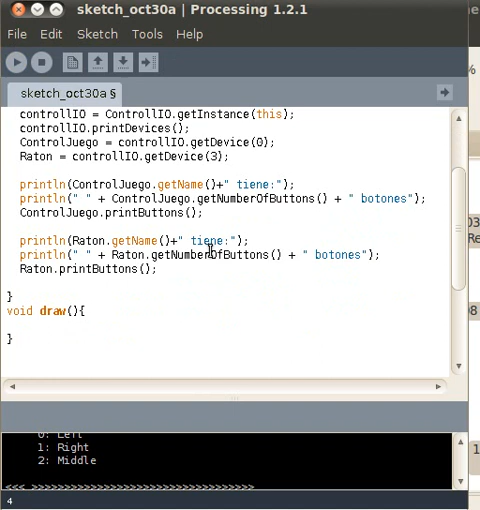 sketch_oct30a | Processing 1.2.1
File Edit Sketch Tools Help
sketch_oct30a §
controllIO = ControllIO.getInstance(this);
controllIO.printDevices();
ControlJuego = controllIO.getDevice(0);
Raton = controllIO.getDevice(3);
println(ControlJuego.getName()+" tiene:");
println(" " + ControlJuego.getNumberOfButtons() + " botones");
ControlJuego.printButtons();
println(Raton.getName()+" tiene:");
println(" " + Raton.getNumberOfButtons() + " botones");
Raton.printButtons();
}
void draw(){
}
0: Left
1: Right
2: Middle
<<< >>>>>>>>>>>>>>>>>>>>>>>>>>>>>>>>>
4